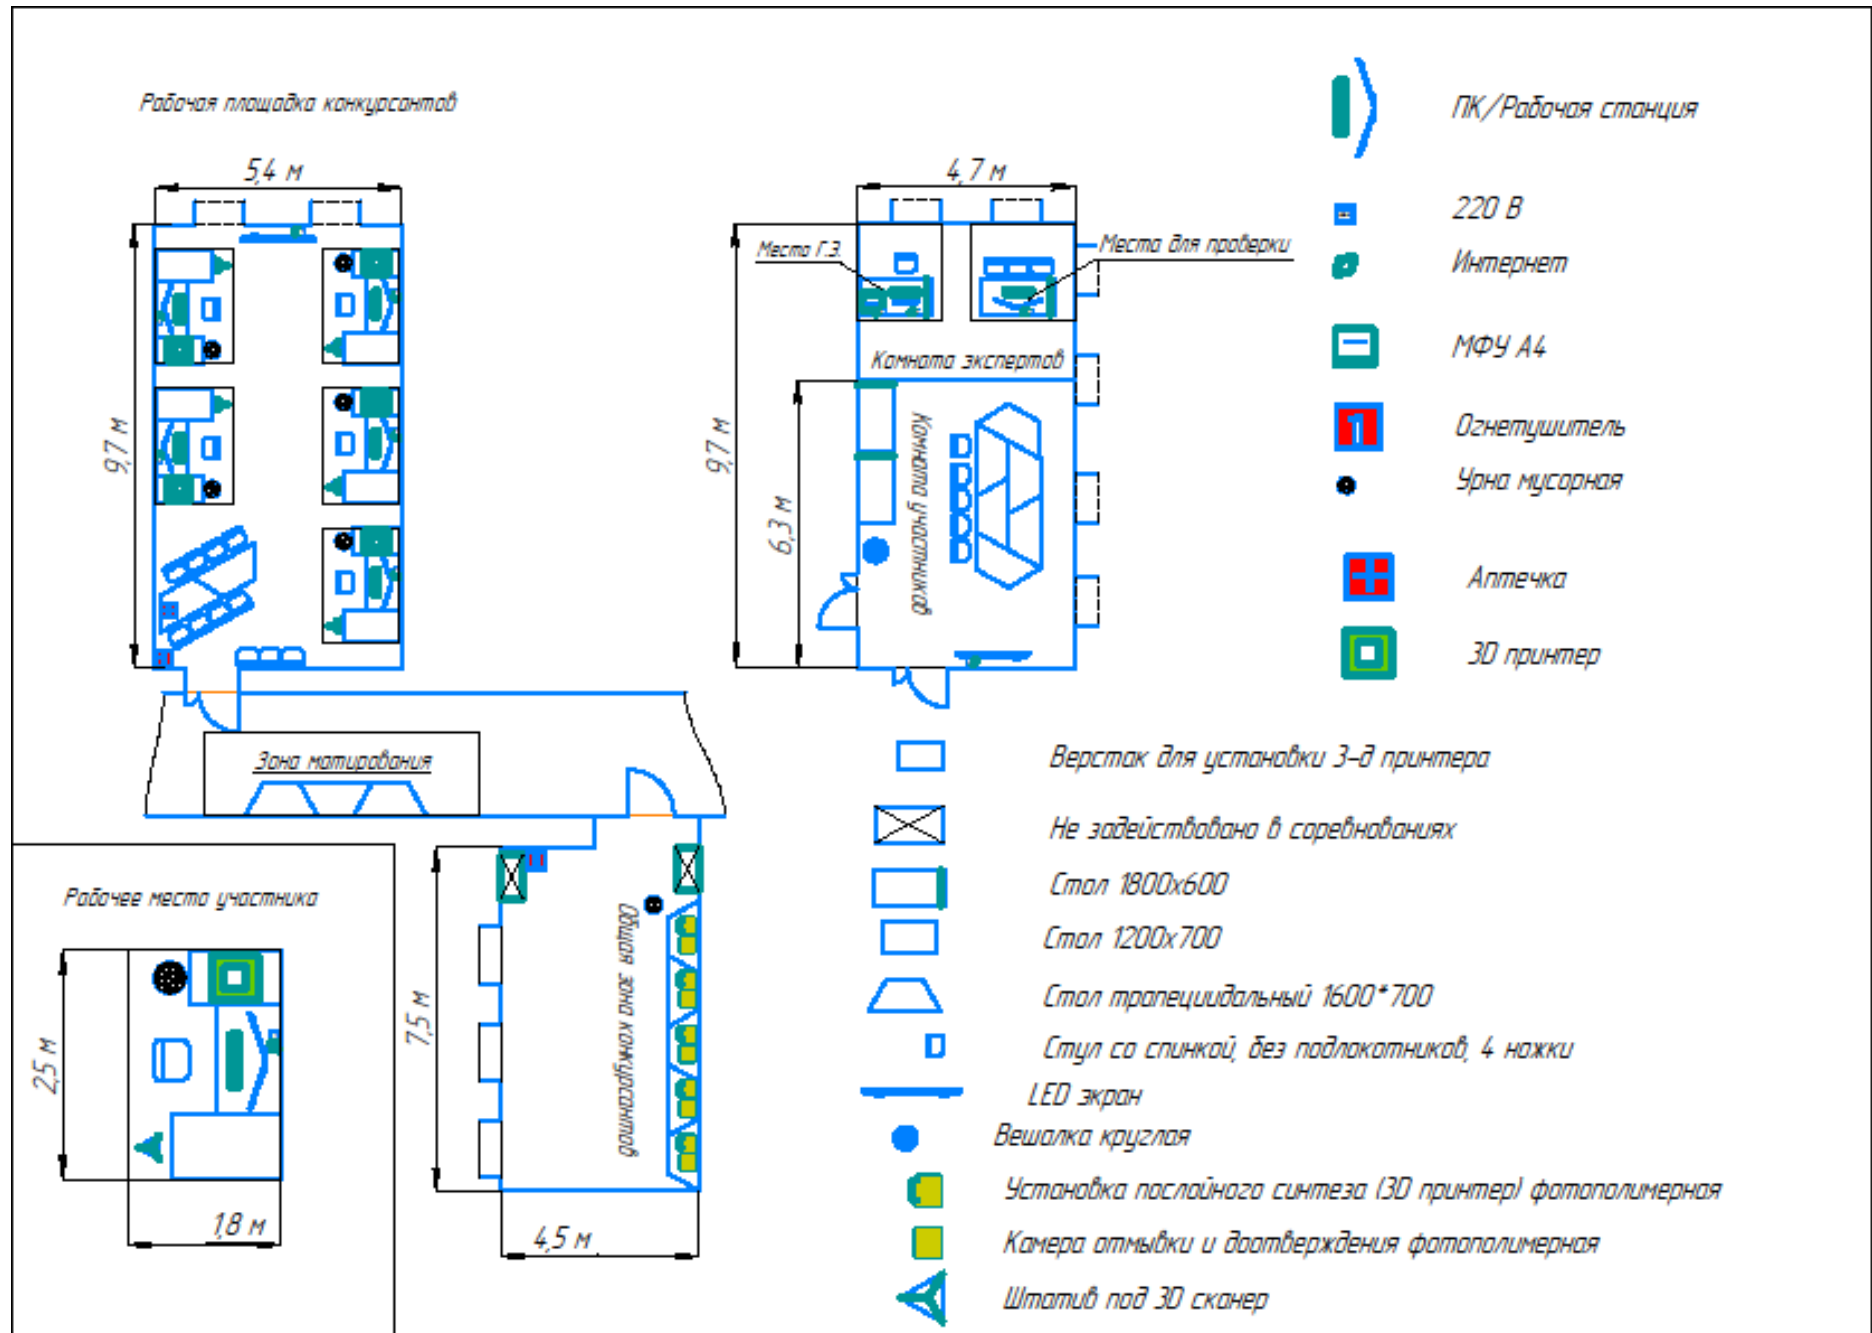 Рабочая площадка конкурсантов
5,4 м
9,7 м
4,7 м
Место Г.Э.
Места для проверки
Комната экспертов
9,7 м
6,3 м
Комната участников
Зона матирования
Рабочее место участника
2,5 м
1,8 м
7,5 м
4,5 м
Общая зона конкурсантов
ПК/Рабочая станция
220 В
Интернет
МФУ А4
1
Огнетушитель
Урна мусорная
Аптечка
3D принтер
Верстак для установки 3-д принтера
Не задействовано в соревнованиях
Стол 1800х600
Стол 1200х700
Стол трапециидальный 1600*700
Стул со спинкой, без подлокотников, 4 ножки
LED экран
Вешалка круглая
Установка послойного синтеза (3D принтер) фотополимерная
Камера отмывки и доотверждения фотополимерная
Штатив под 3D сканер